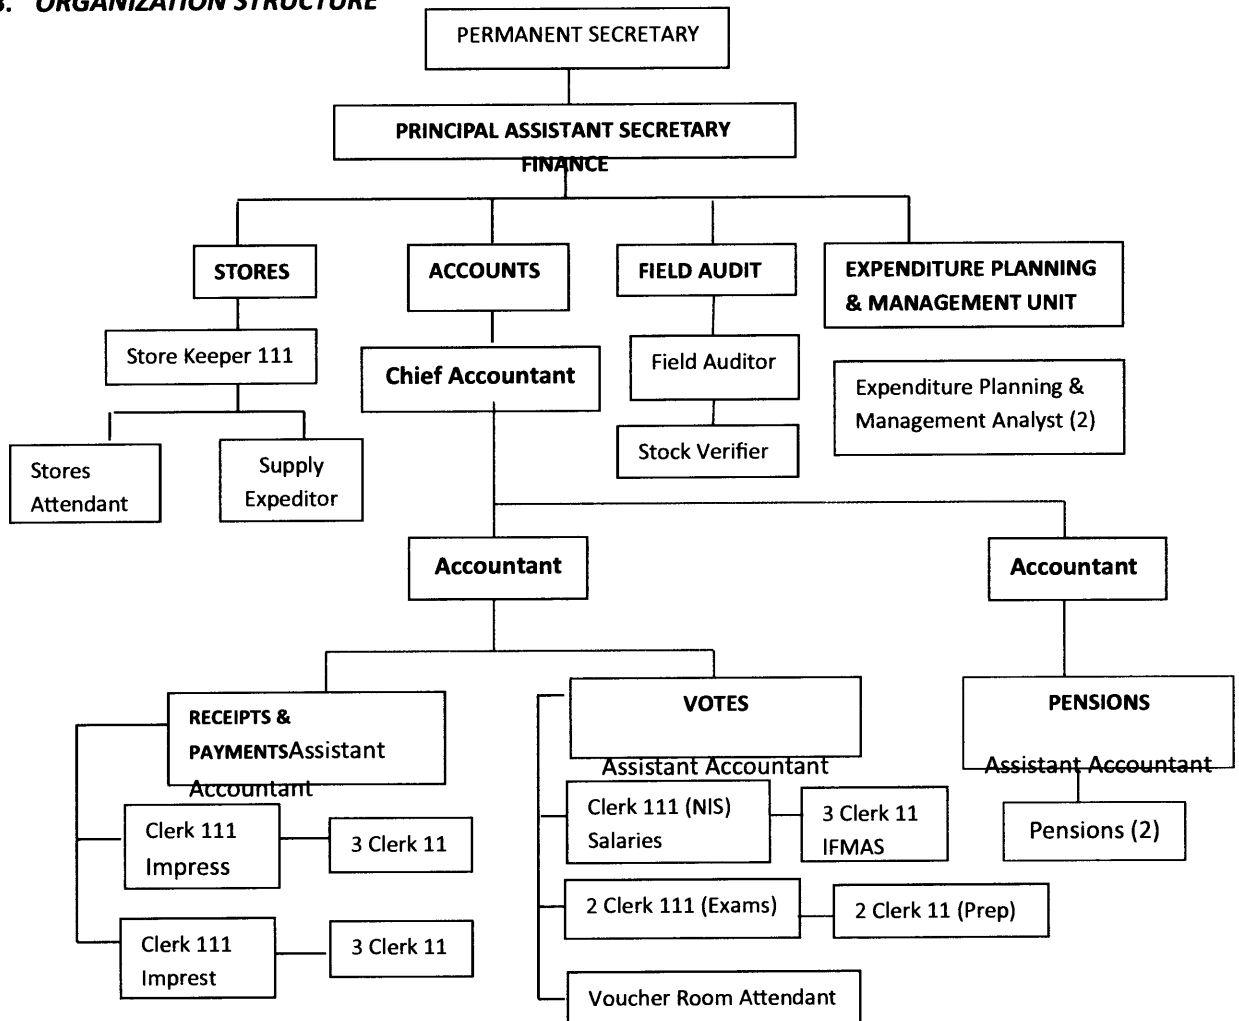 ORGANIZATION STRUCTURE
PERMANENT SECRETARY
PRINCIPAL ASSISTANT SECRETARY
FINANCE
STORES
ACCOUNTS
FIELD AUDIT
EXPENDITURE PLANNING
& MANAGEMENT UNIT
Store Keeper 111
Chief Accountant
Field Auditor
Expenditure Planning &
Management Analyst (2)
Stores
Attendant
Supply
Expeditor
Stock Verifier
Accountant
Accountant
RECEIPTS &
PAYMENTSAssistant
Accountant
VOTES
Assistant Accountant
PENSIONS
Assistant Accountant
Clerk 111
Impress
3 Clerk 11
Clerk 111 (NIS)
Salaries
3 Clerk 11
IFMAS
Pensions (2)
2 Clerk 111 (Exams)
2 Clerk 11 (Prep)
Clerk 111
Imprest
3 Clerk 11
Voucher Room Attendant